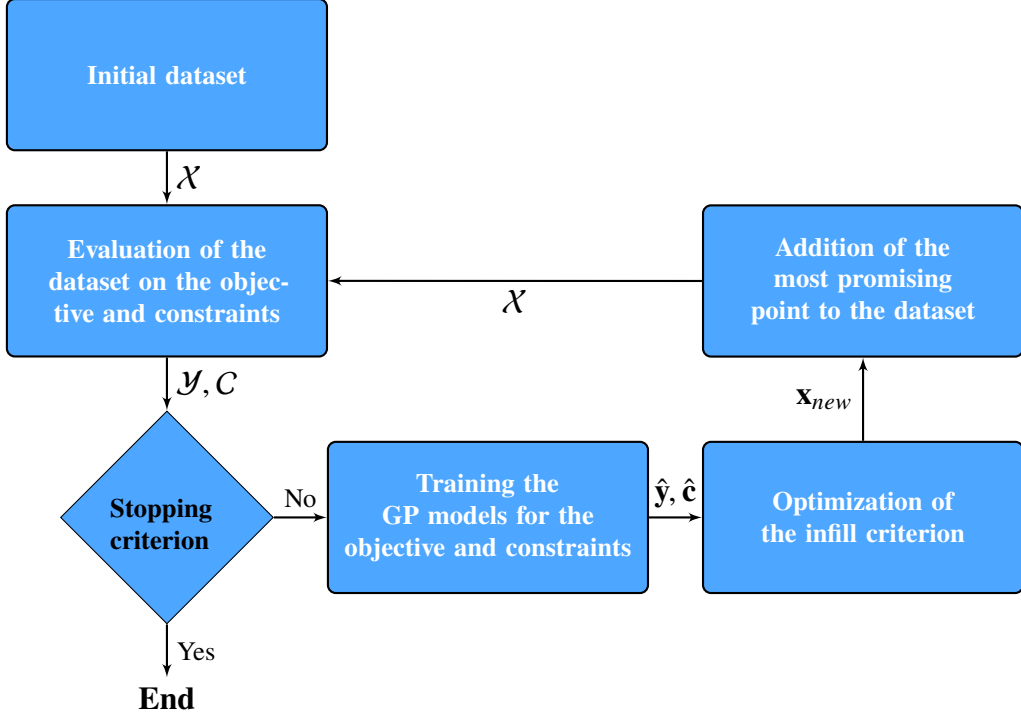 Initial dataset
𝒳
Evaluation of the
dataset on the objec-
tive and constraints
Addition of the
most promising
point to the dataset
𝒳
𝒴, 𝒞
x_new
Stopping
criterion
No
Training the
GP models for the
objective and constraints
ŷ, ĉ
Optimization of
the infill criterion
Yes
End